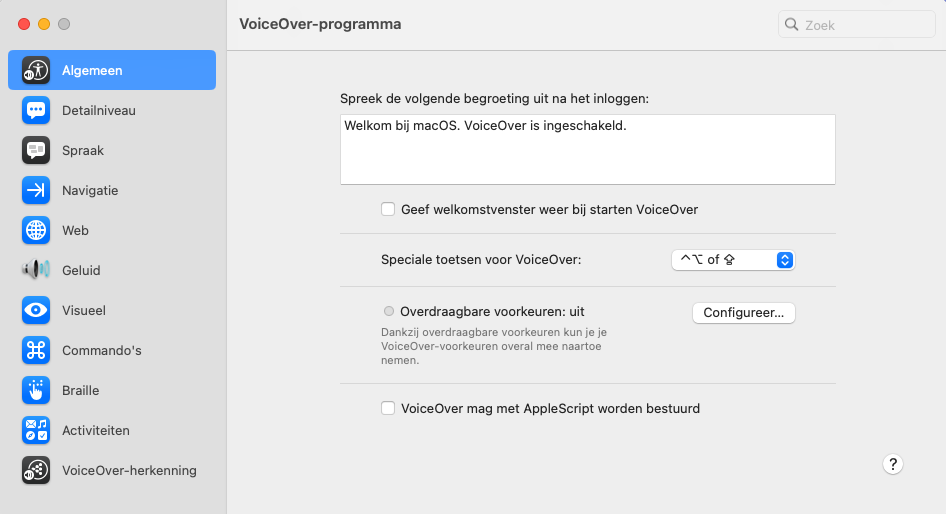 VoiceOver-programma
Zoek
Algemeen
Detailniveau
Spraak
Navigatie
Web
Geluid
Visueel
Commando's
Braille
Activiteiten
VoiceOver-herkenning
Spreek de volgende begroeting uit na het inloggen:
Welkom bij macOS. VoiceOver is ingeschakeld.
Geef welkomstvenster weer bij starten VoiceOver
Speciale toetsen voor VoiceOver:
⌃⌥ of ⇪
Overdraagbare voorkeuren: uit
Configureer...
Dankzij overdraagbare voorkeuren kun je je
VoiceOver-voorkeuren overal mee naartoe
nemen.
VoiceOver mag met AppleScript worden bestuurd
?